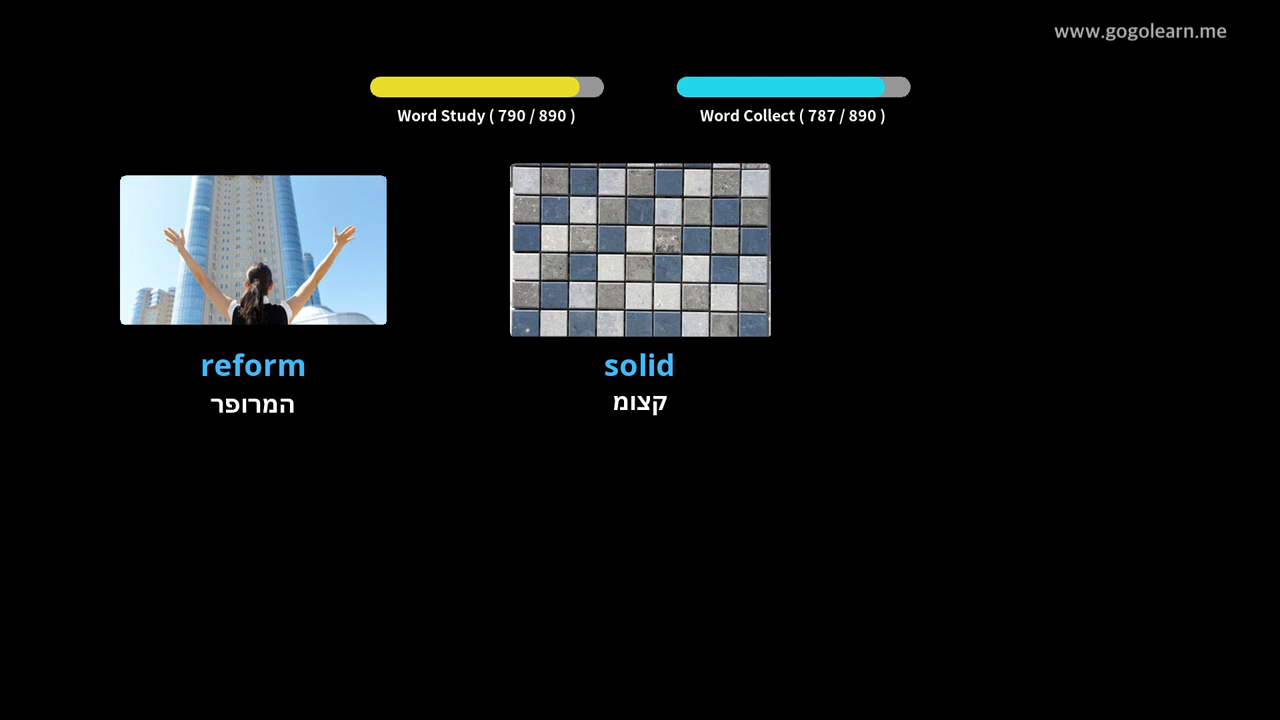 www.gogolearn.me
Word Study ( 790 / 890 )
Word Collect ( 787 / 890 )
reform
המרופר
solid
קצומ